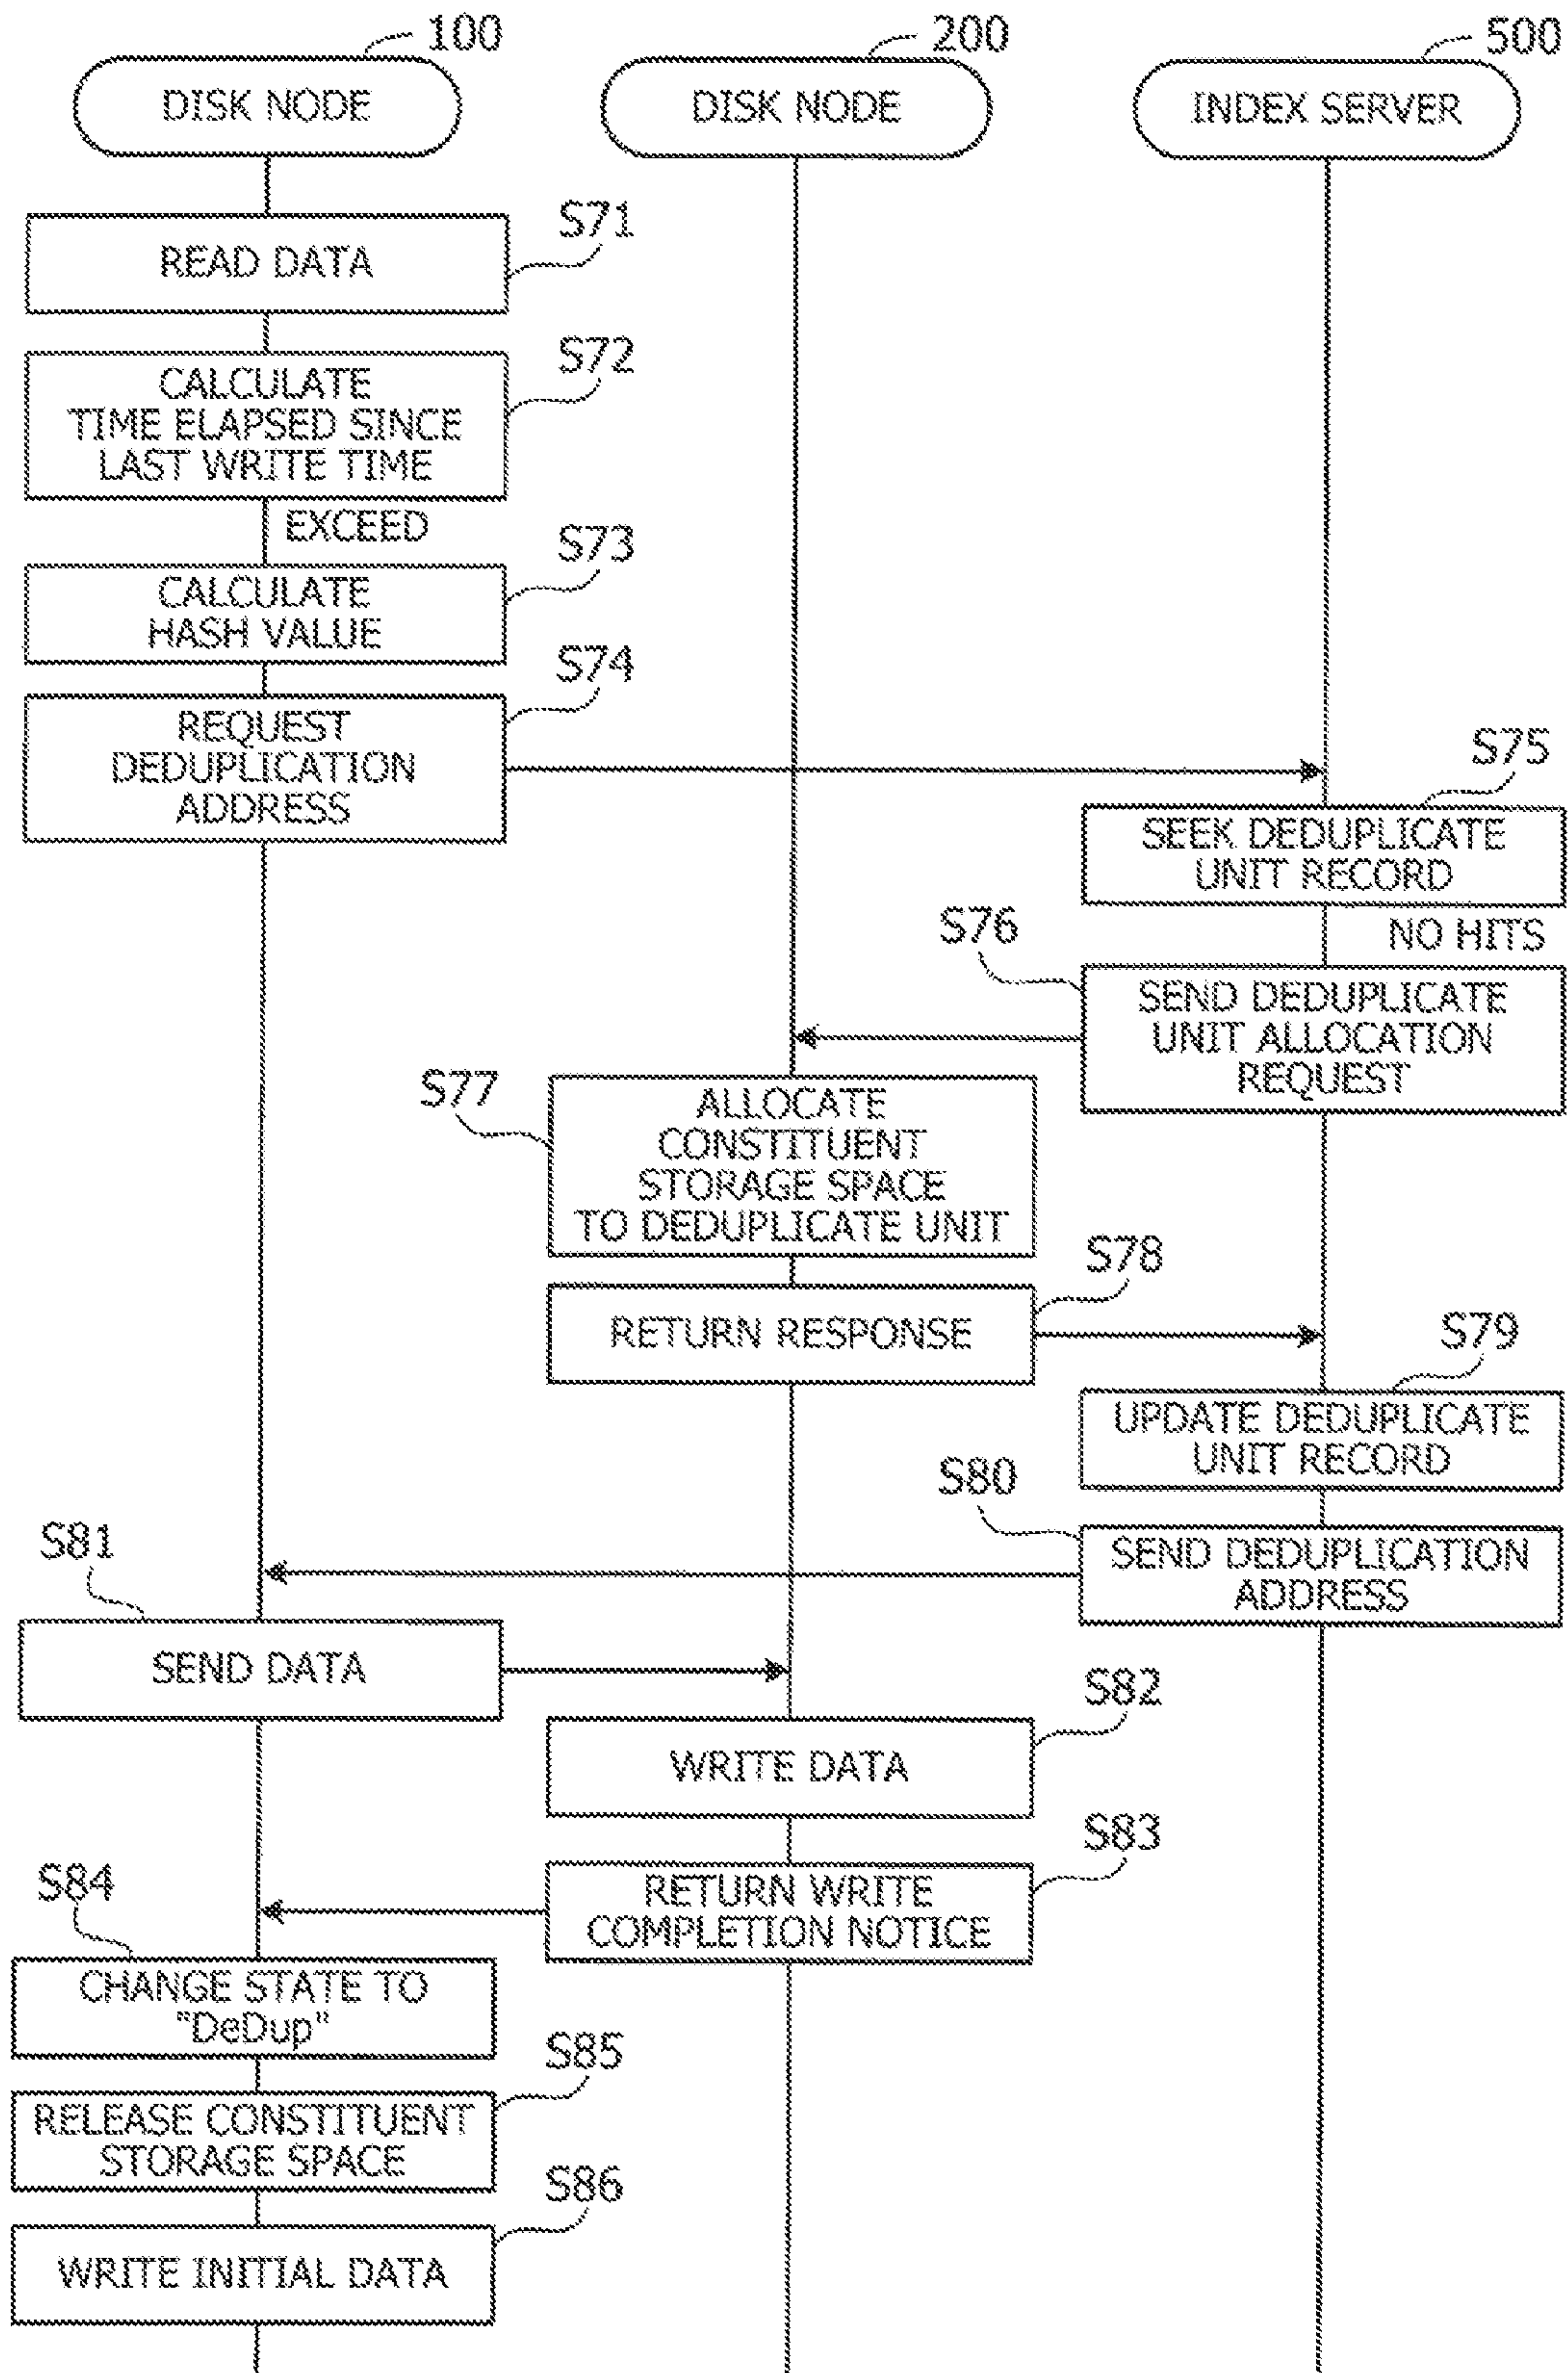 100
200
500
DISK NODE
DISK NODE
INDEX SERVER
S71
READ DATA
S72
CALCULATE
TIME ELAPSED SINCE
LAST WRITE TIME
EXCEED
S73
CALCULATE
HASH VALUE
S74
REQUEST
DEDUPLICATION
ADDRESS
S75
SEEK DEDUPLICATE
UNIT RECORD
NO HITS
S76
SEND DEDUPLICATE
UNIT ALLOCATION
REQUEST
S77
ALLOCATE
CONSTITUENT
STORAGE SPACE
TO DEDUPLICATE UNIT
S78
RETURN RESPONSE
S79
UPDATE DEDUPLICATE
UNIT RECORD
S80
SEND DEDUPLICATION
ADDRESS
S81
SEND DATA
S82
WRITE DATA
S83
RETURN WRITE
COMPLETION NOTICE
S84
CHANGE STATE TO
"DeDup"
S85
RELEASE CONSTITUENT
STORAGE SPACE
S86
WRITE INITIAL DATA